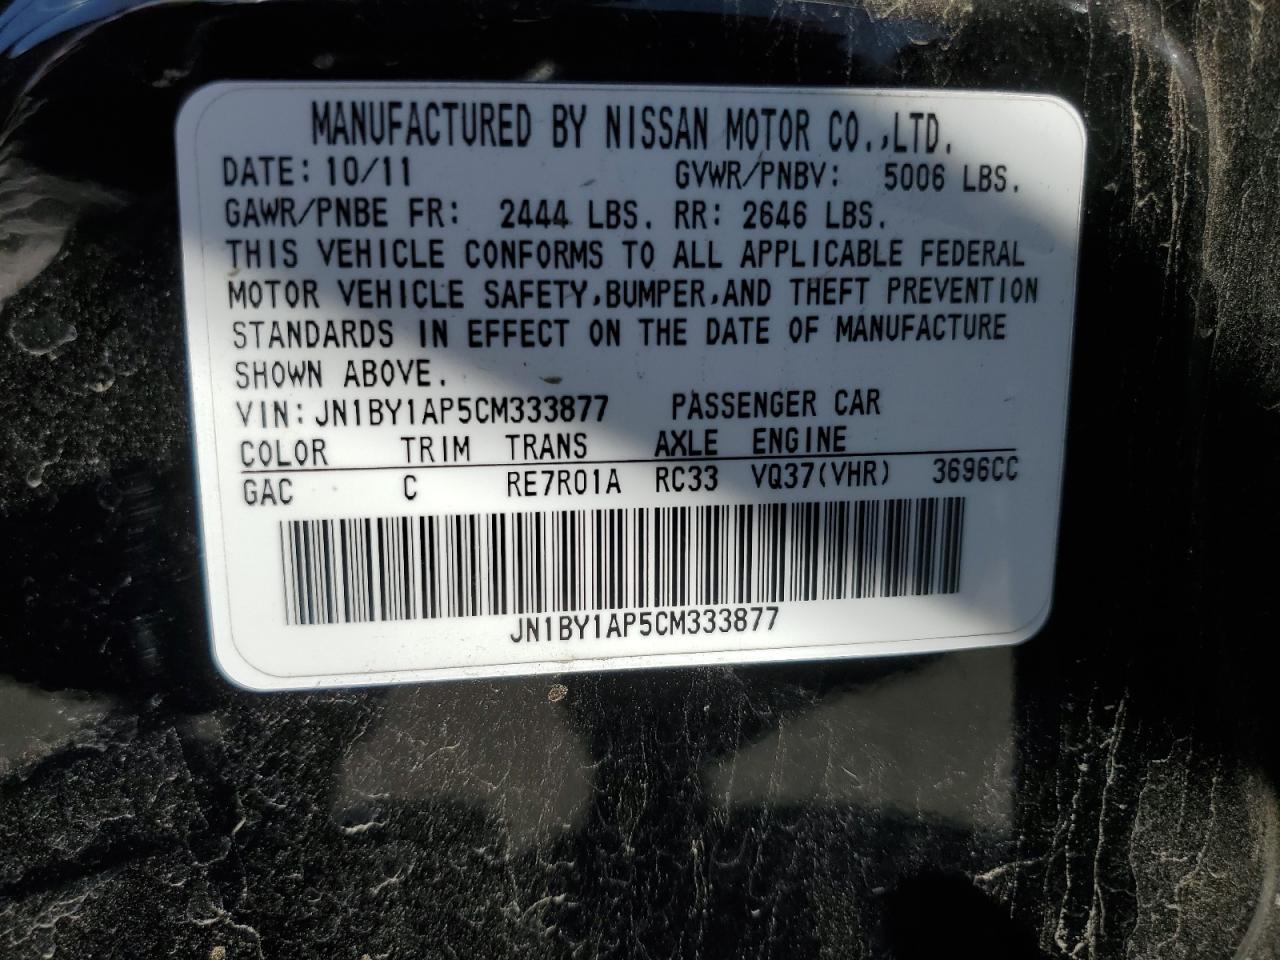 MANUFACTURED BY NISSAN MOTOR CO.,LTD.
DATE: 10/11 GVWR/PNBV: 5006 LBS.
GAWR/PNBE FR: 2444 LBS. RR: 2646 LBS.
THIS VEHICLE CONFORMS TO ALL APPLICABLE FEDERAL
MOTOR VEHICLE SAFETY,BUMPER,AND THEFT PREVENTION
STANDARDS IN EFFECT ON THE DATE OF MANUFACTURE
SHOWN ABOVE.
VIN: JN1BY1AP5CM333877 PASSENGER CAR
COLOR TRIM TRANS AXLE ENGINE
GAC C RE7R01A RC33 VQ37(VHR) 3696CC
JN1BY1AP5CM333877